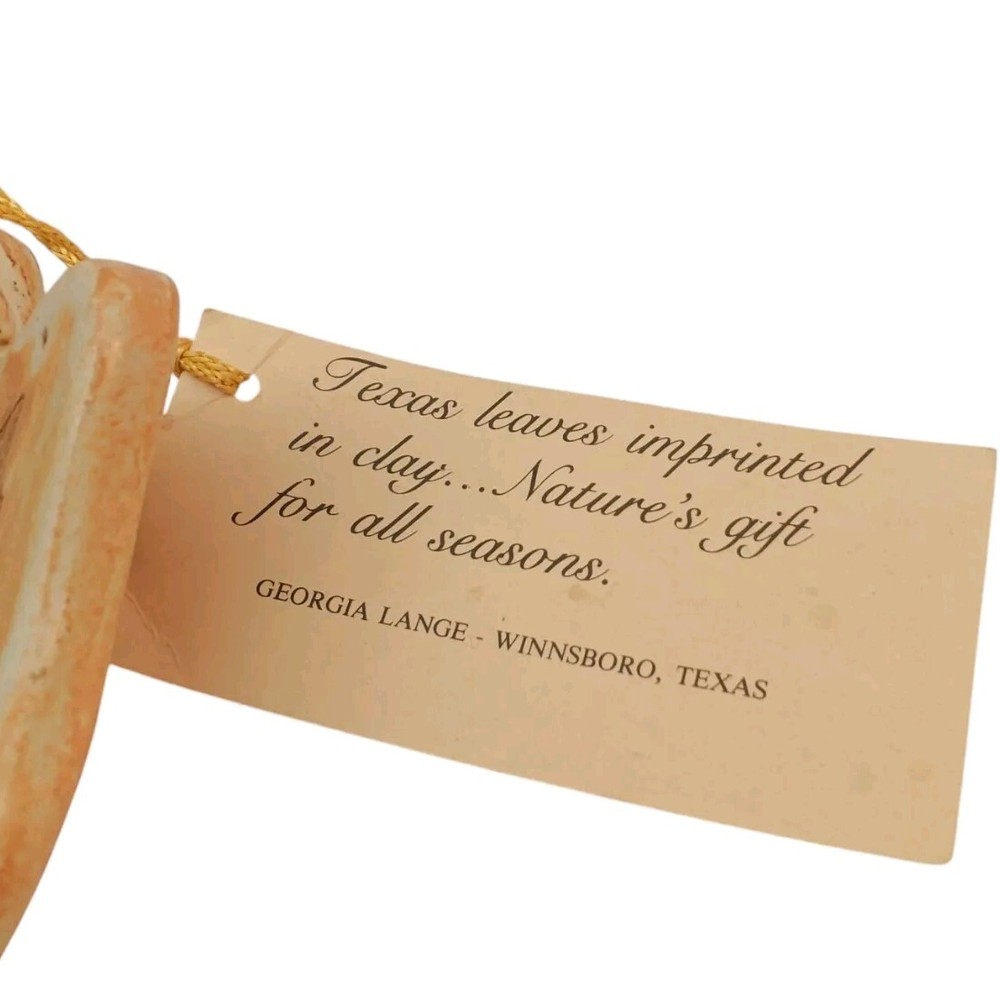 Texas leaves imprinted
in clay...Nature's gift
for all seasons.
GEORGIA LANGE - WINNSBORO, TEXAS